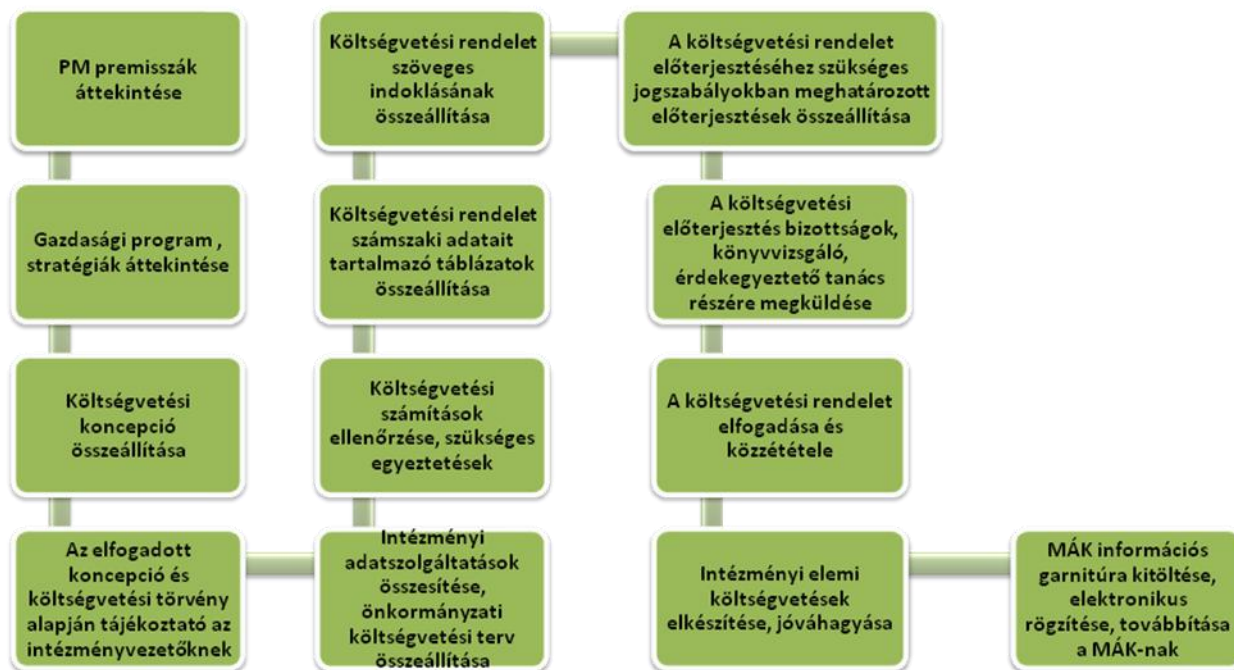 PM premisszák
áttekintése
Gazdasági program ,
stratégiák áttekintése
Költségvetési
koncepció
összeállítása
Az elfogadott
koncepció és
költségvetési törvény
alapján tájékoztató az
intézményvezetőknek
Intézményi
adatszolgáltatások
összesítése,
önkormányzati
költségvetési terv
összeállítása
Költségvetési
számítások
ellenőrzése, szükséges
egyeztetések
Költségvetési rendelet
számszaki adatait
tartalmazó táblázatok
összeállítása
Költségvetési rendelet
szöveges
indoklásának
összeállítása
A költségvetési rendelet
előterjesztéséhez szükséges
jogszabályokban meghatározott
előterjesztések összeállítása
A költségvetési
előterjesztés bizottságok,
könyvvizsgáló,
érdekegyeztető tanács
részére megküldése
A költségvetési rendelet
elfogadása és
közzététele
Intézményi elemi
költségvetések
elkészítése, jóváhagyása
MÁK információs
garnitúra kitöltése,
elektronikus
rögzítése, továbbítása
a MÁK-nak